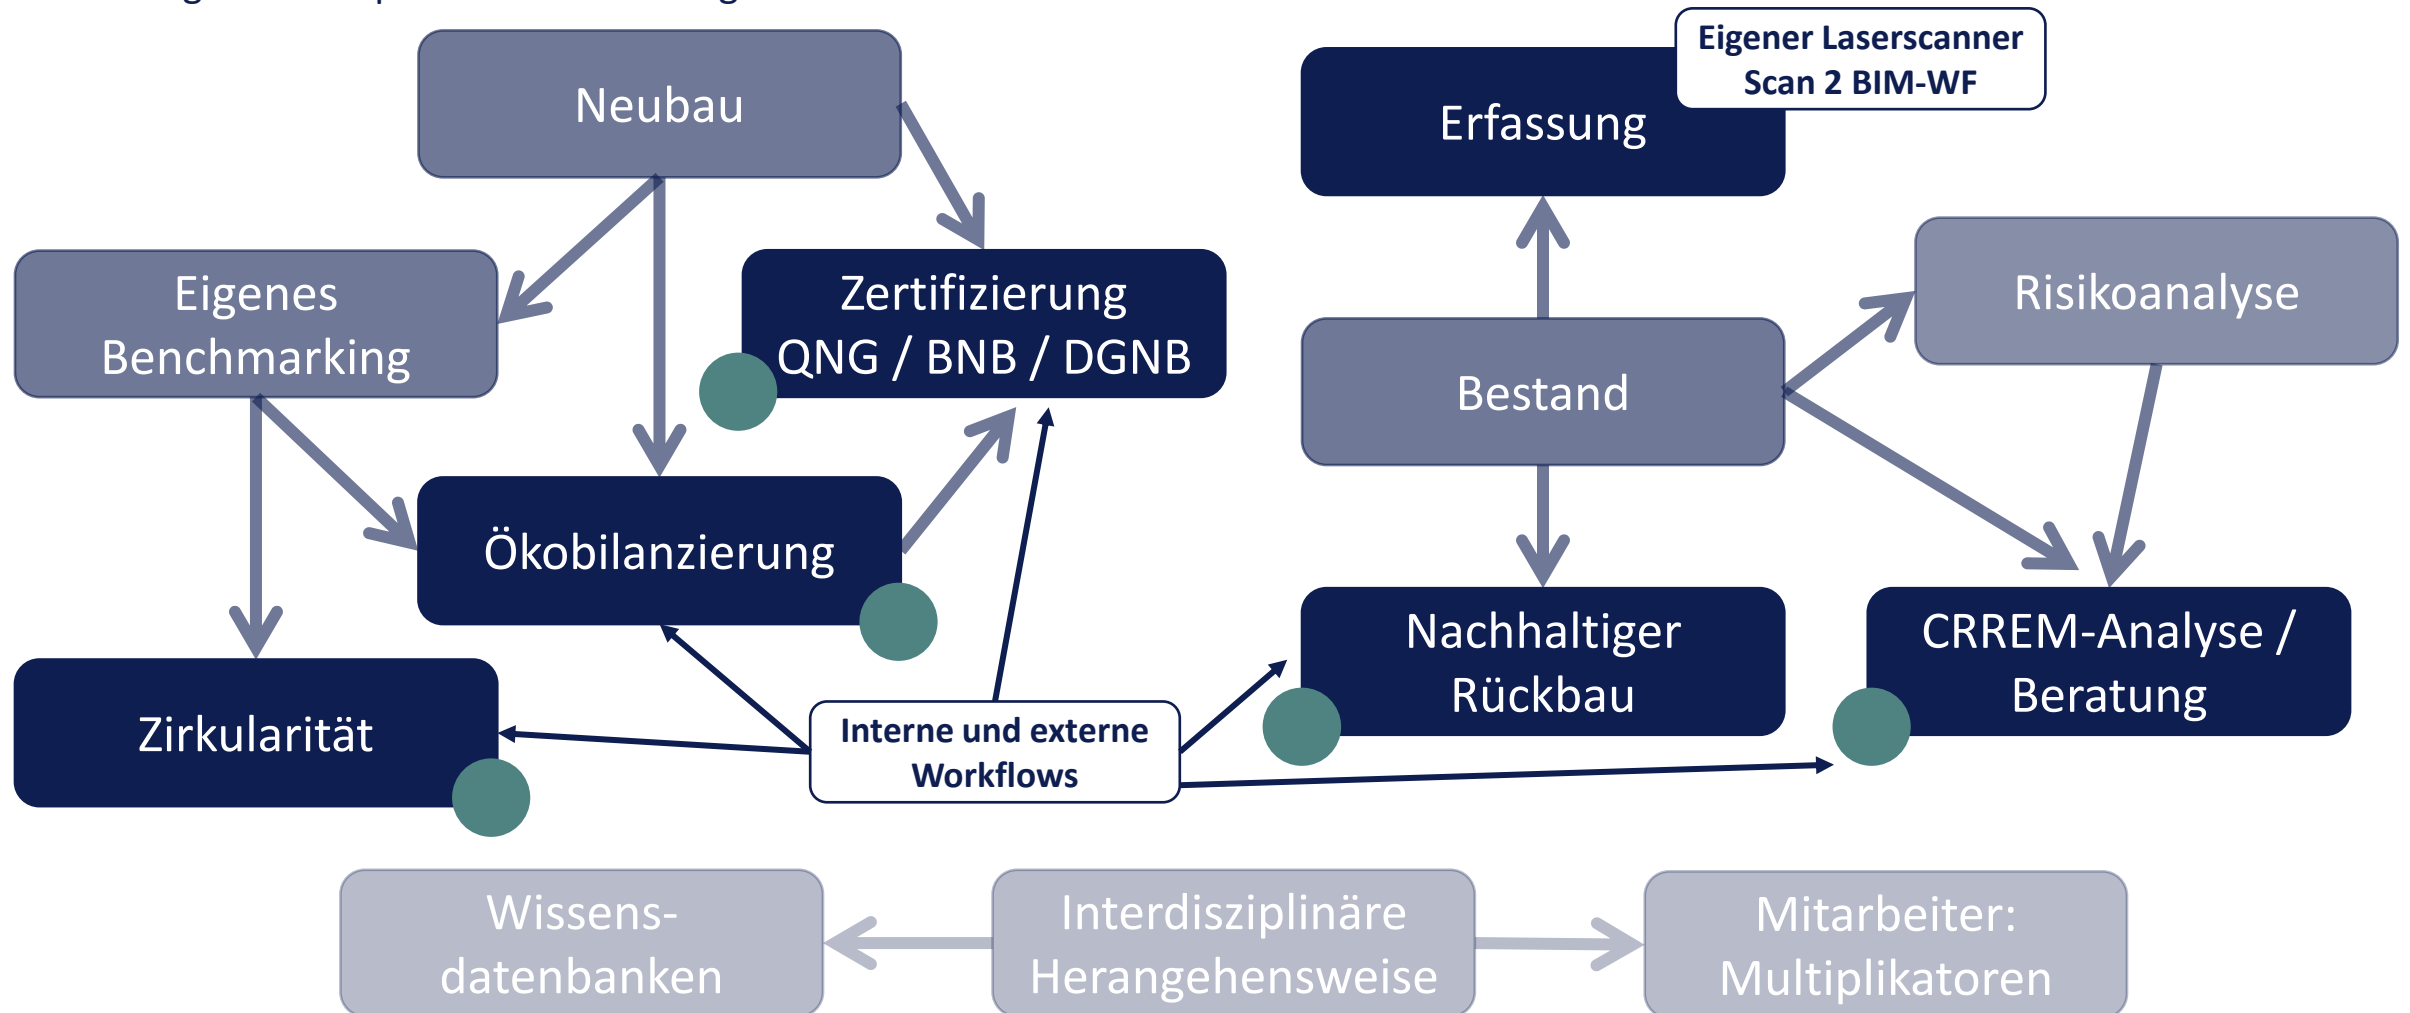 Neubau
Eigener Laserscanner
Scan 2 BIM-WF
Erfassung
Eigenes
Benchmarking
Zertifizierung
QNG / BNB / DGNB
Risikoanalyse
Bestand
Ökobilanzierung
Zirkularität
Interne und externe
Workflows
Nachhaltiger
Rückbau
CRREM-Analyse /
Beratung
Wissens-
datenbanken
Interdisziplinäre
Herangehensweise
Mitarbeiter:
Multiplikatoren